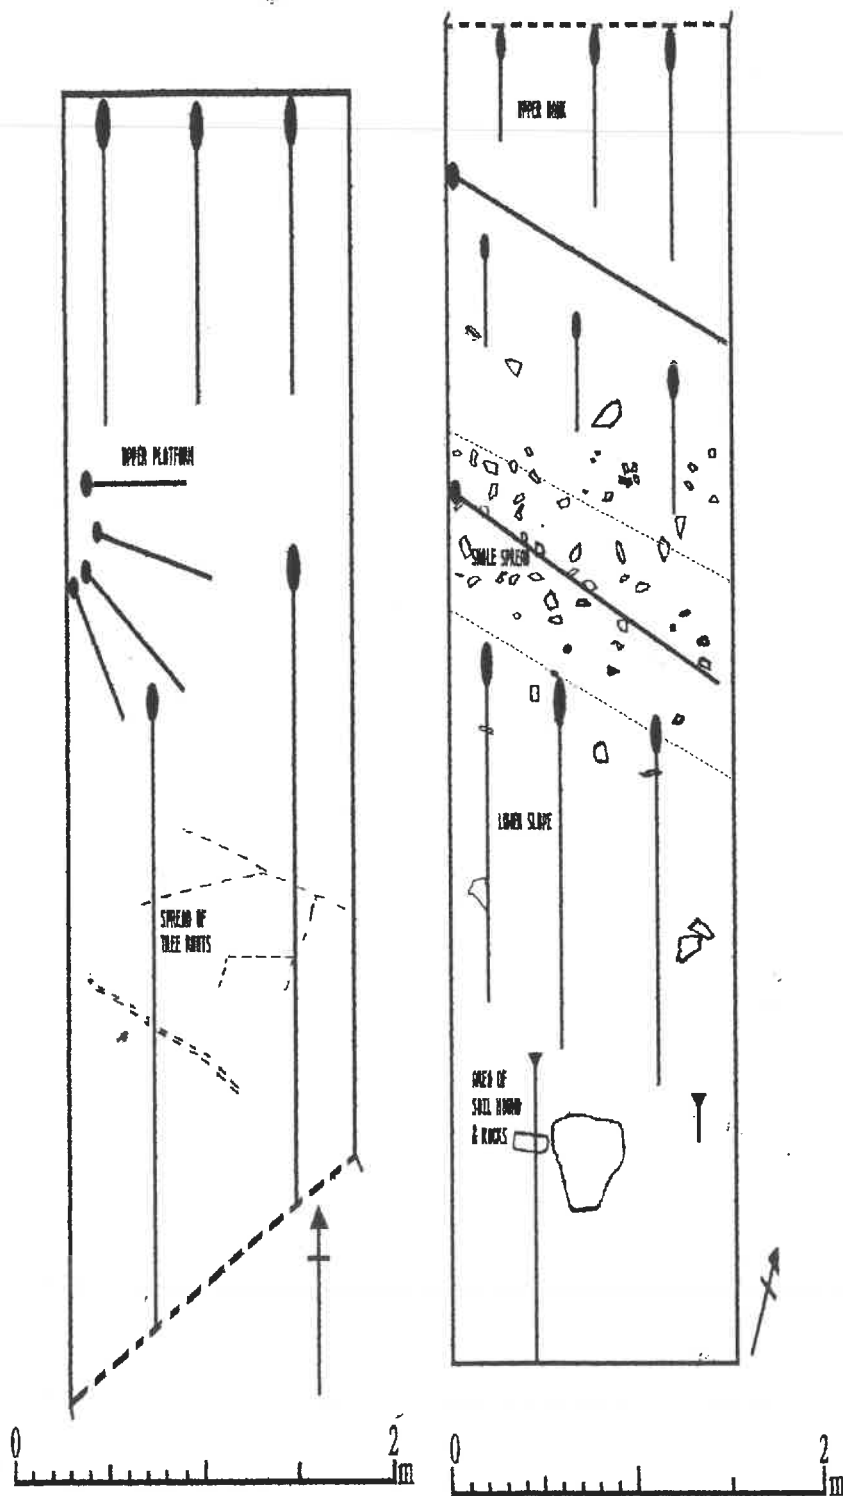 UPPER BANK
UPPER PLATFORM
SHALE SPREAD
LOWER SLOPE
SPREAD OF
TREE ROOTS
AREA OF
SOIL MOUND
& ROCKS
0
2
m
0
2
m